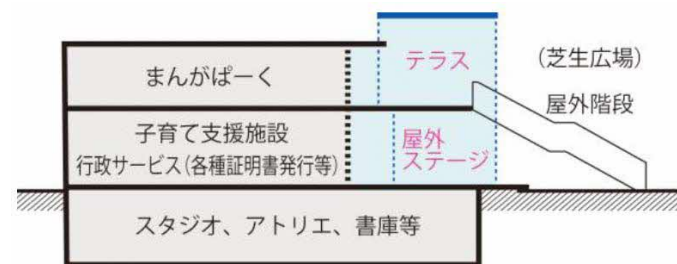 まんがぱーく
テラス
(芝生広場)
屋外階段
子育て支援施設
行政サービス(各種証明書発行等)
屋外
ステージ
スタジオ、アトリエ、書庫等